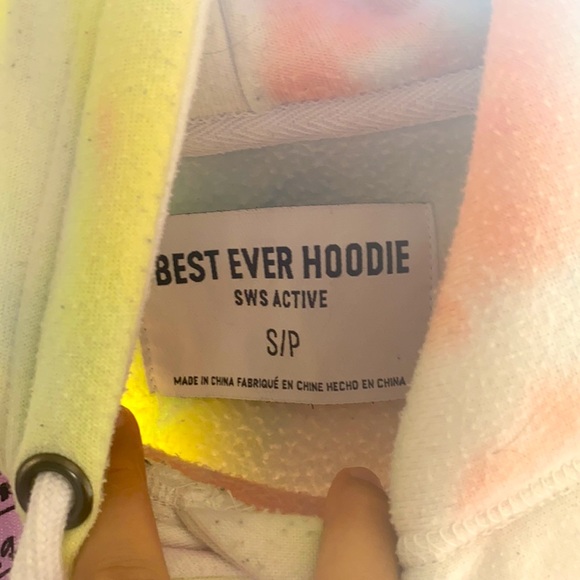 BEST EVER HOODIE
SWS ACTIVE
S/P
MADE IN CHINA FABRIQUÉ EN CHINE HECHO EN CHINA